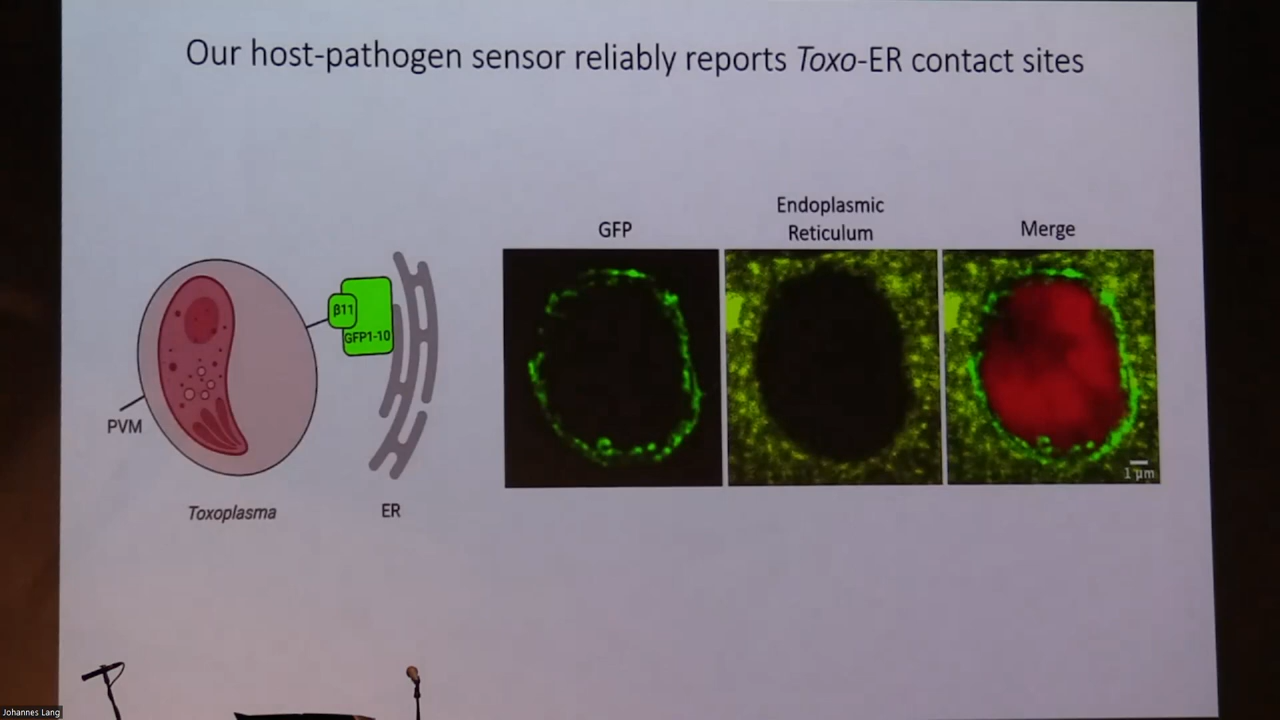 Our host-pathogen sensor reliably reports Toxo-ER contact sites
GFP
Endoplasmic
Reticulum
Merge
β11
GFP1-10
PVM
Toxoplasma
ER
1 µm
Johannes Lang